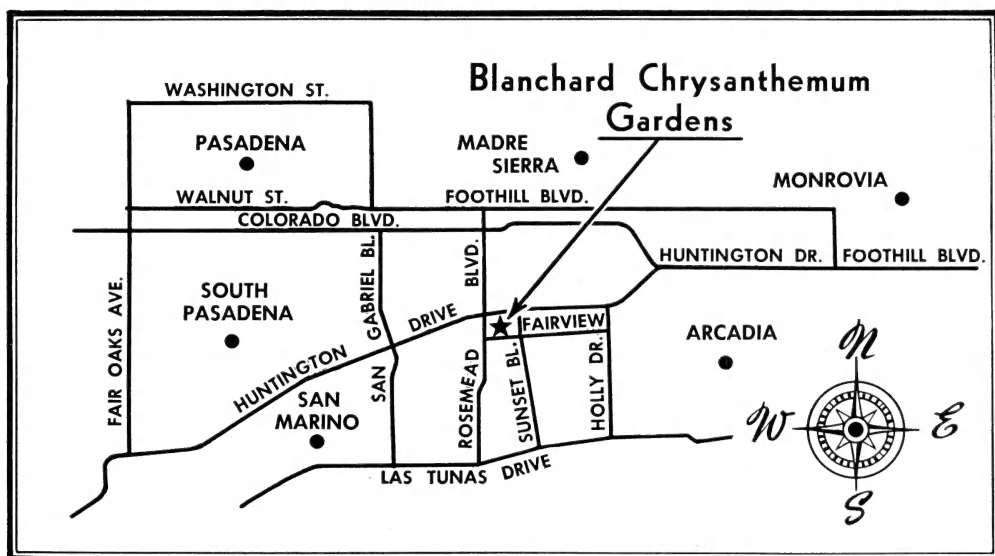 Blanchard Chrysanthemum
Gardens
WASHINGTON ST.
PASADENA
MADRE
SIERRA
MONROVIA
WALNUT ST.
FOOTHILL BLVD.
COLORADO BLVD.
HUNTINGTON DR.
FOOTHILL BLVD.
FAIR OAKS AVE.
SOUTH
PASADENA
SAN GABRIEL BL.
HUNTINGTON DRIVE
ROSEMEAD BLVD.
FAIRVIEW
SUNSET BL.
HOLLY DR.
ARCADIA
SAN
MARINO
LAS TUNAS DRIVE
N
W
E
S